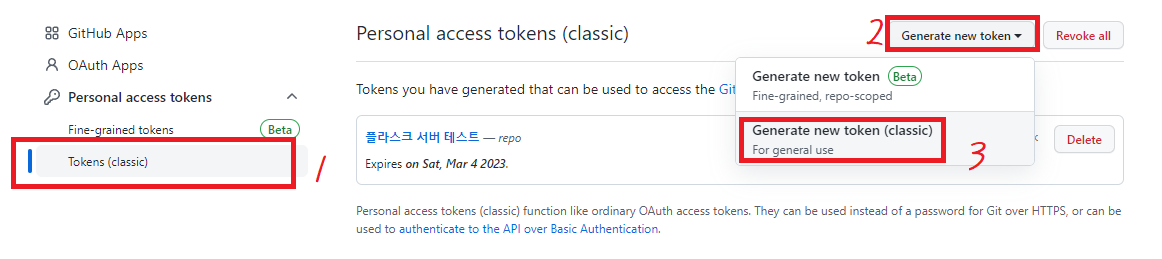 GitHub Apps
OAuth Apps
Personal access tokens
Fine-grained tokens Beta
Tokens (classic)
1
Personal access tokens (classic)
2
Generate new token
Revoke all
Generate new token Beta
Fine-grained, repo-scoped
Generate new token (classic)
For general use
3
Tokens you have generated that can be used to access the Git
플라스크 서버 테스트 — repo
Delete
Expires on Sat, Mar 4 2023.
Personal access tokens (classic) function like ordinary OAuth access tokens. They can be used instead of a password for Git over HTTPS, or can be
used to authenticate to the API over Basic Authentication.